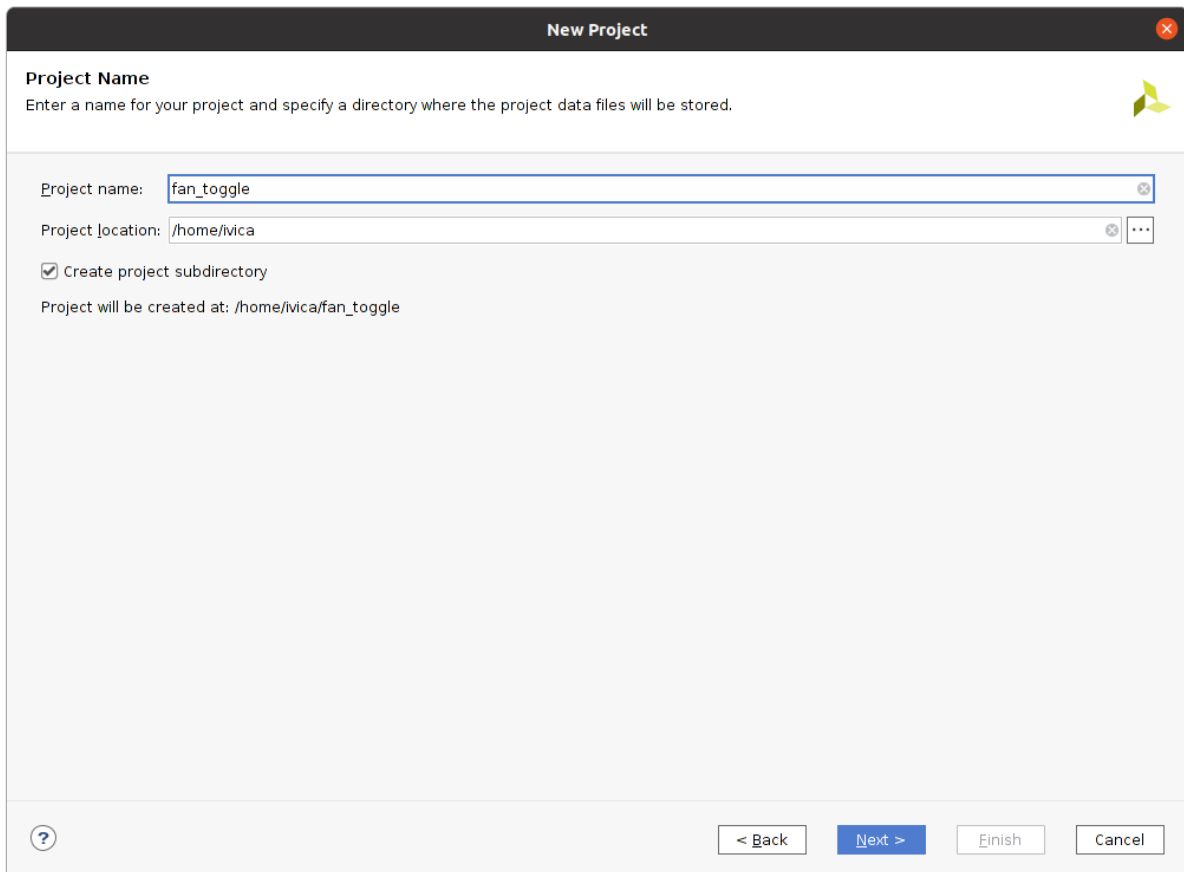 New Project
Project Name
Enter a name for your project and specify a directory where the project data files will be stored.
Project name: fan_toggle
Project location: /home/ivica ...
Create project subdirectory
Project will be created at: /home/ivica/fan_toggle
? < Back Next > Finish Cancel